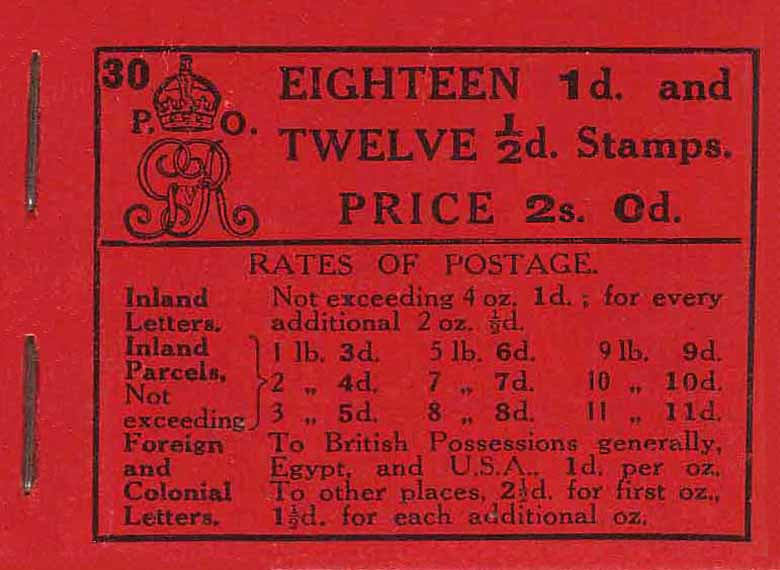 30
P. O.
GvR
EIGHTEEN 1d. and
TWELVE ½d. Stamps.
PRICE 2s. 0d.
RATES OF POSTAGE.
Inland Letters. Not exceeding 4 oz. 1d. ; for every
additional 2 oz. ½d.
Inland Parcels. Not exceeding } 1 lb. 3d. 5 lb. 6d. 9 lb. 9d.
2 „ 4d. 7 „ 7d. 10 „ 10d.
3 „ 5d. 8 „ 8d. 11 „ 11d.
Foreign and Colonial Letters. To British Possessions generally,
Egypt, and U.S.A., 1d. per oz.
To other places, 2½d. for first oz.,
1½d. for each additional oz.